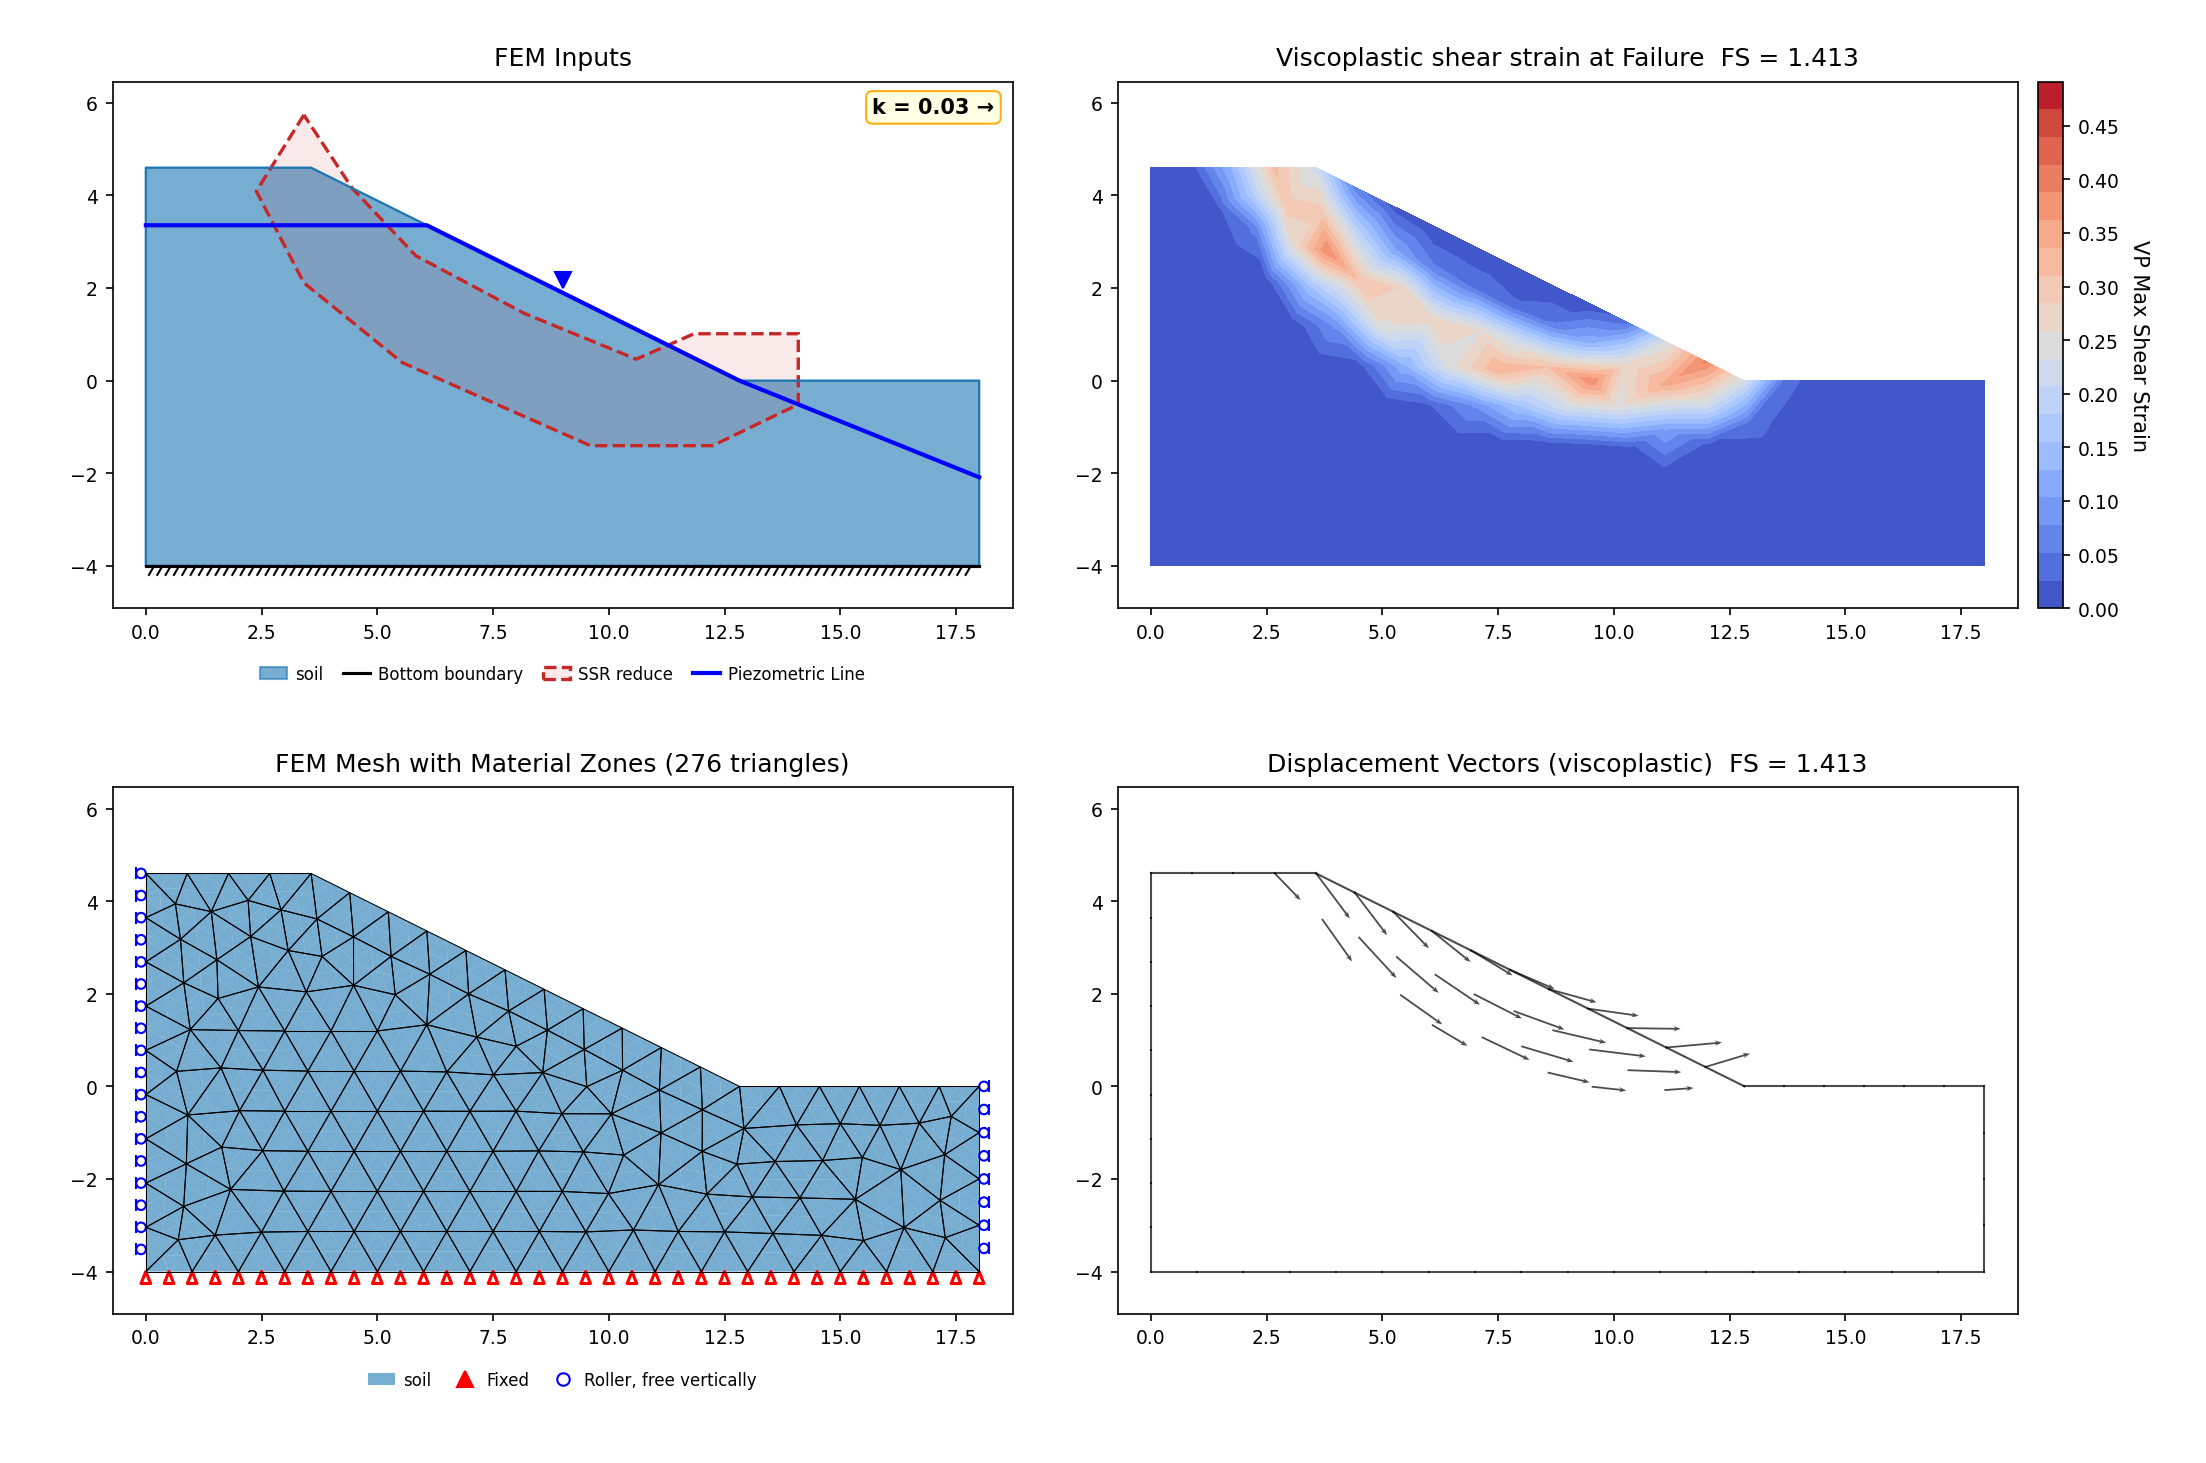 FEM Inputs
6
4
2
0
−2
−4
k = 0.03 →
0.0 2.5 5.0 7.5 10.0 12.5 15.0 17.5
soil Bottom boundary SSR reduce Piezometric Line
Viscoplastic shear strain at Failure FS = 1.413
6
4
2
0
−2
−4
0.0 2.5 5.0 7.5 10.0 12.5 15.0 17.5
0.45
0.40
0.35
0.30
0.25
0.20
0.15
0.10
0.05
0.00
VP Max Shear Strain
FEM Mesh with Material Zones (276 triangles)
6
4
2
0
−2
−4
0.0 2.5 5.0 7.5 10.0 12.5 15.0 17.5
soil Fixed Roller, free vertically
Displacement Vectors (viscoplastic) FS = 1.413
6
4
2
0
−2
−4
0.0 2.5 5.0 7.5 10.0 12.5 15.0 17.5